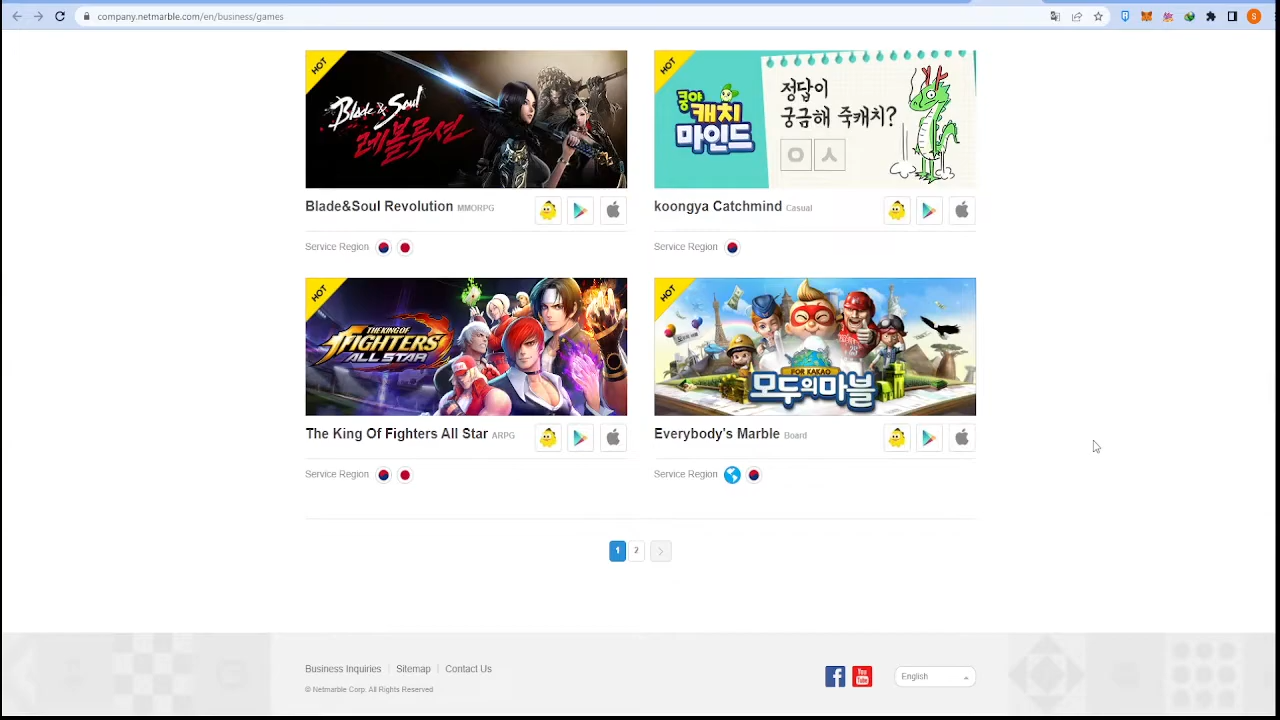 company.netmarble.com/en/business/games
S
HOT
Blade & Soul
레볼루션
HOT
쿵야
캐치
마인드
정답이
궁금해 죽캐치?
ㅇ ㅅ
Blade&Soul Revolution MMORPG
koongya Catchmind Casual
Service Region
Service Region
HOT
THE KING OF
FIGHTERS
ALL STAR
HOT
FOR KAKAO
모두의마블
The King Of Fighters All Star ARPG
Everybody's Marble Board
Service Region
Service Region
1 2
Business Inquiries
Sitemap
Contact Us
You
Tube
English
© Netmarble Corp. All Rights Reserved